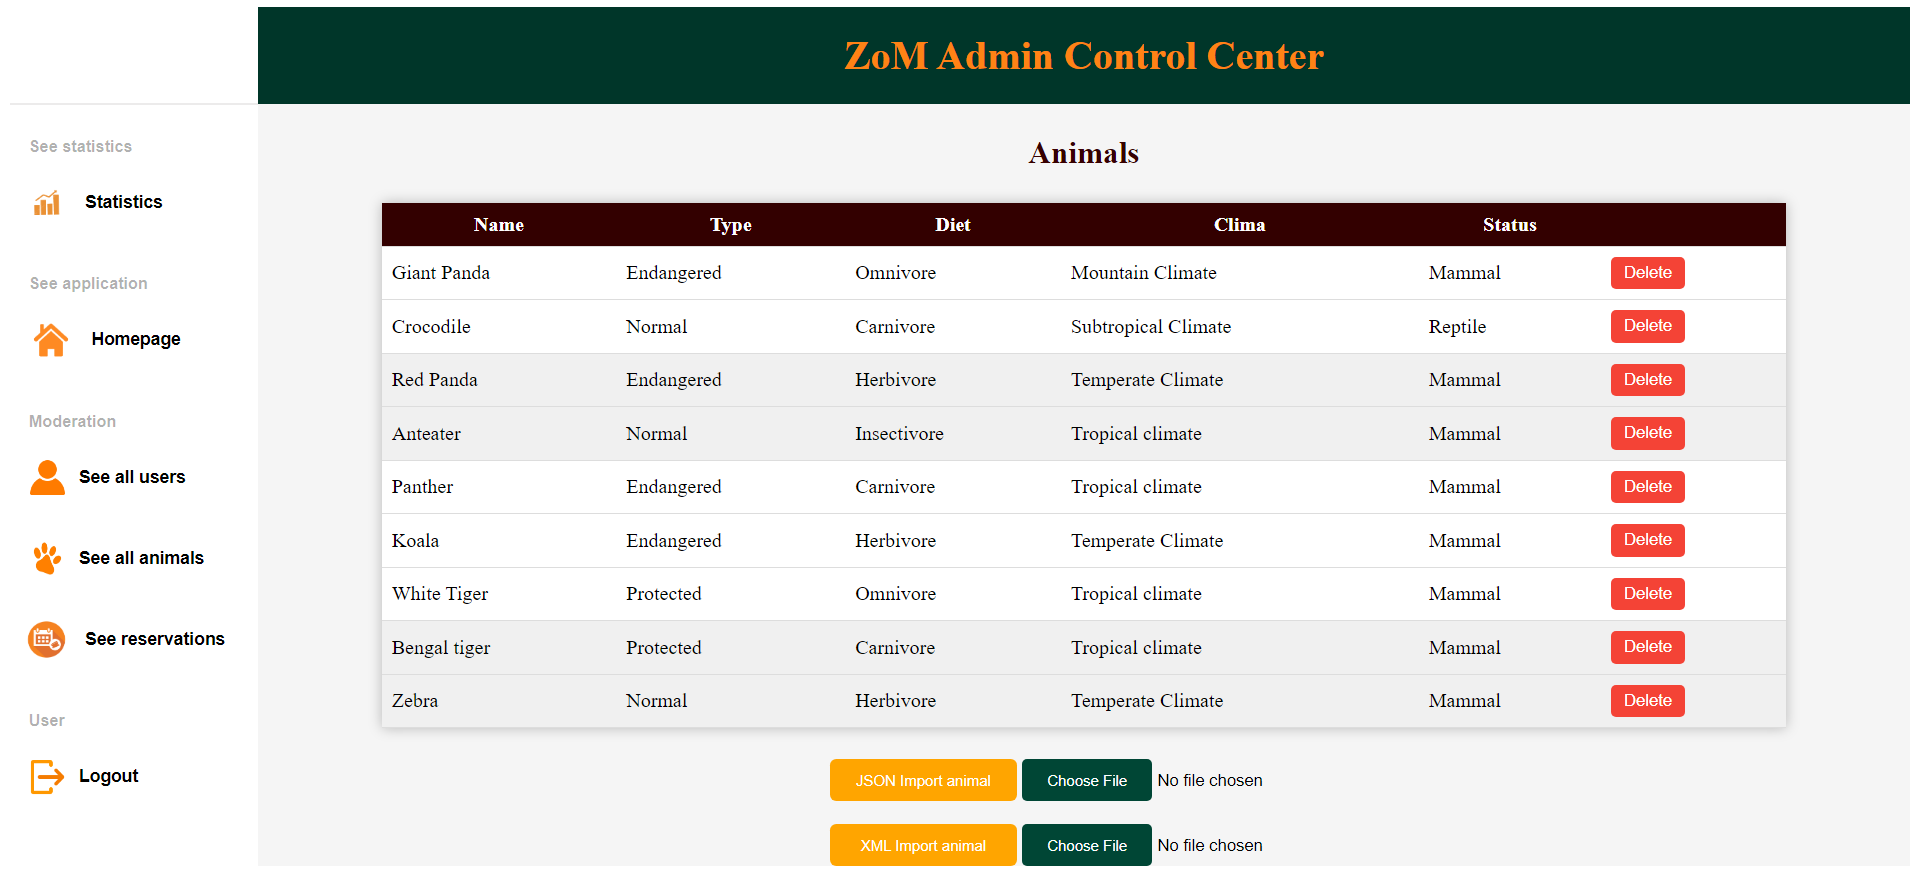 ZoM Admin Control Center
See statistics
Statistics
See application
Homepage
Moderation
See all users
See all animals
See reservations
User
Logout
Animals
Name Type Diet Clima Status
Giant Panda Endangered Omnivore Mountain Climate Mammal Delete
Crocodile Normal Carnivore Subtropical Climate Reptile Delete
Red Panda Endangered Herbivore Temperate Climate Mammal Delete
Anteater Normal Insectivore Tropical climate Mammal Delete
Panther Endangered Carnivore Tropical climate Mammal Delete
Koala Endangered Herbivore Temperate Climate Mammal Delete
White Tiger Protected Omnivore Tropical climate Mammal Delete
Bengal tiger Protected Carnivore Tropical climate Mammal Delete
Zebra Normal Herbivore Temperate Climate Mammal Delete
JSON Import animal Choose File No file chosen
XML Import animal Choose File No file chosen